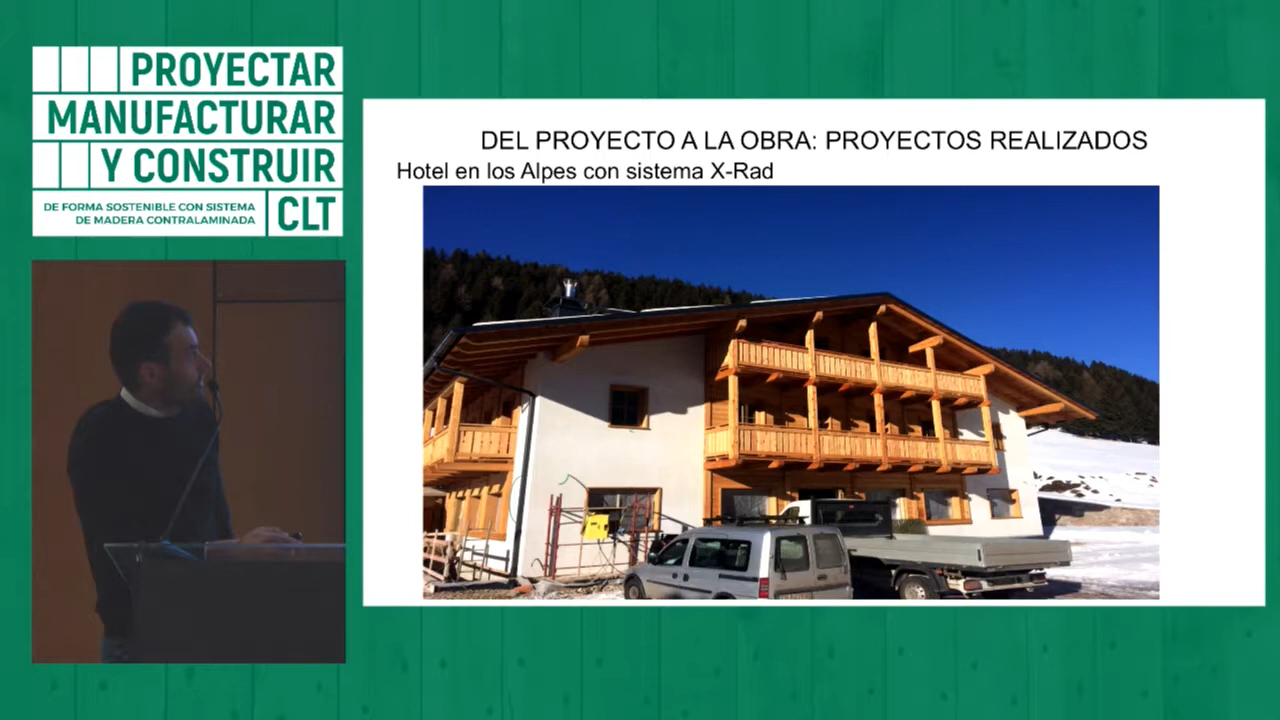 PROYECTAR
MANUFACTURAR
Y CONSTRUIR
DE FORMA SOSTENIBLE CON SISTEMA
DE MADERA CONTRALAMINADA
CLT
DEL PROYECTO A LA OBRA: PROYECTOS REALIZADOS
Hotel en los Alpes con sistema X-Rad